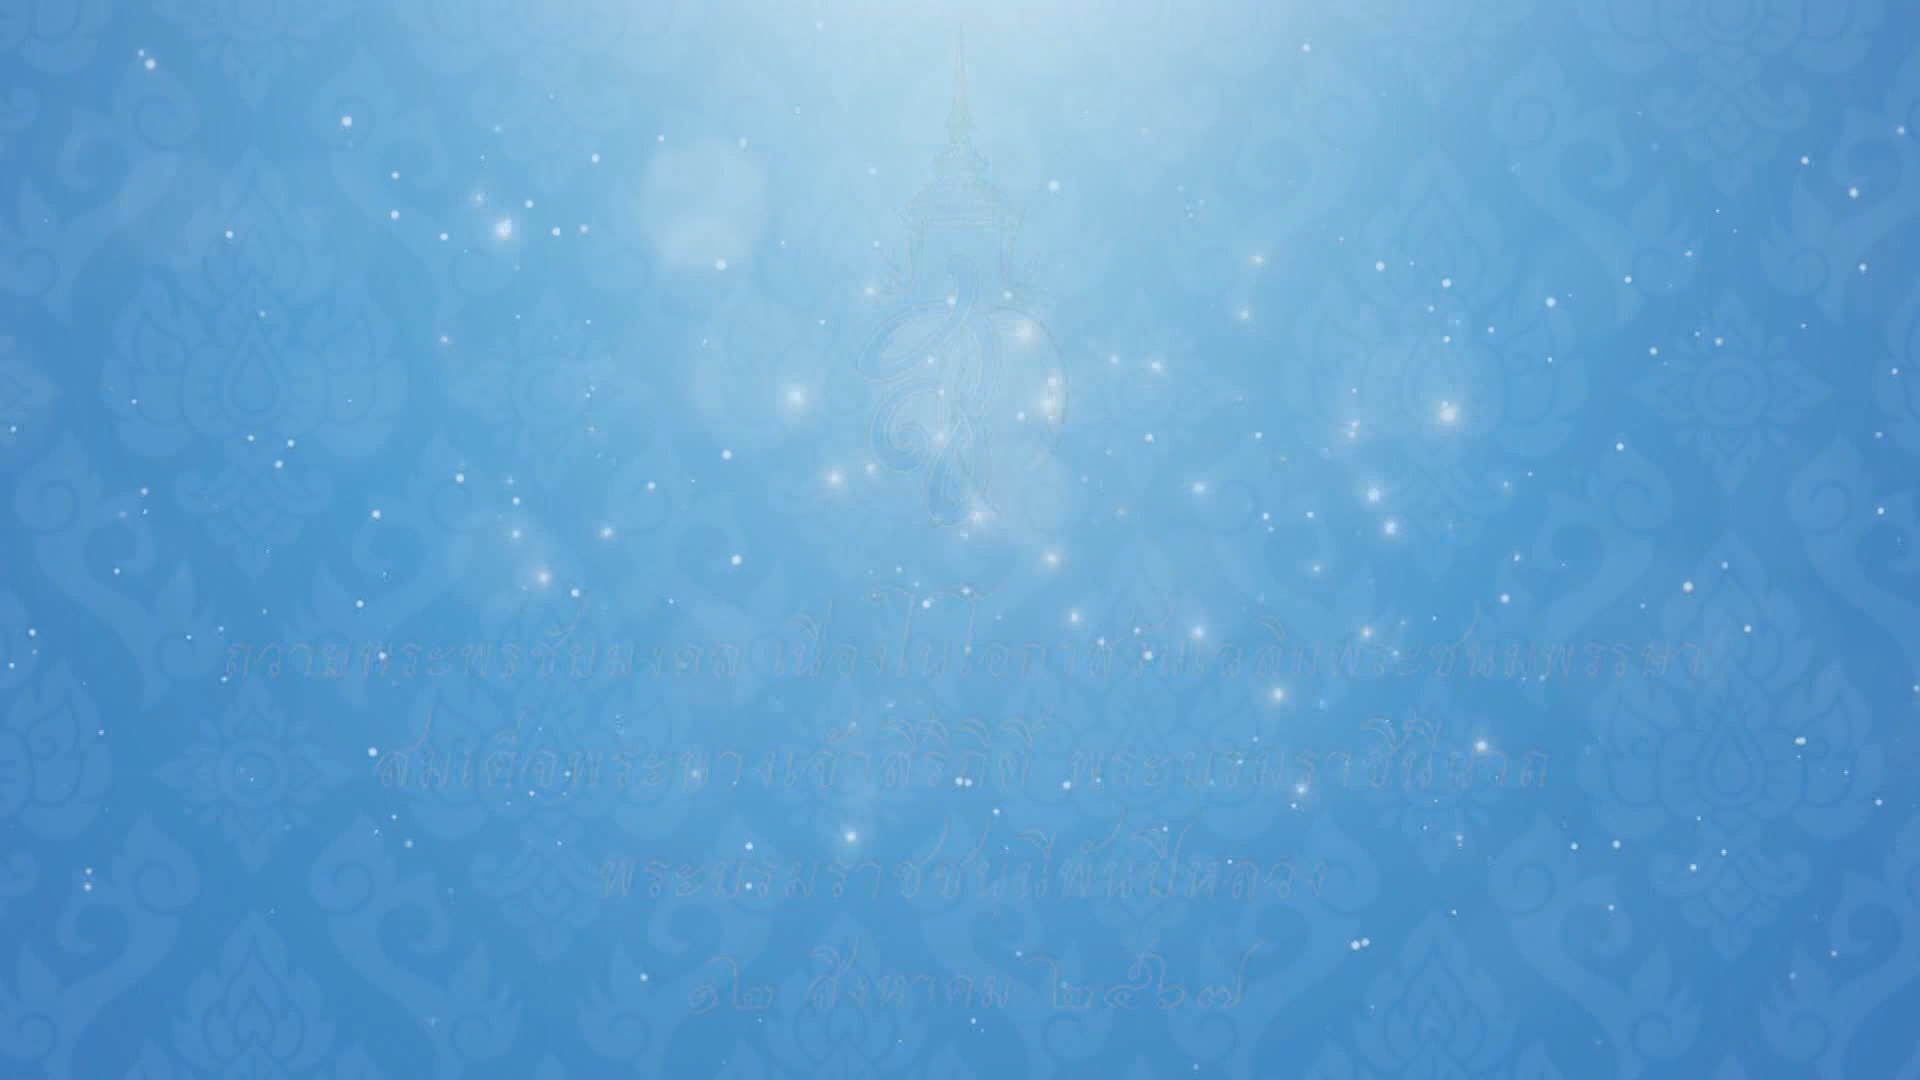 ถวายพระพรชัยมงคล เนื่องในโอกาสวันเฉลิมพระชนมพรรษา
สมเด็จพระนางเจ้าสิริกิติ์ พระบรมราชินีนาถ
พระบรมราชชนนีพันปีหลวง
๑๒ สิงหาคม ๒๕๖๗